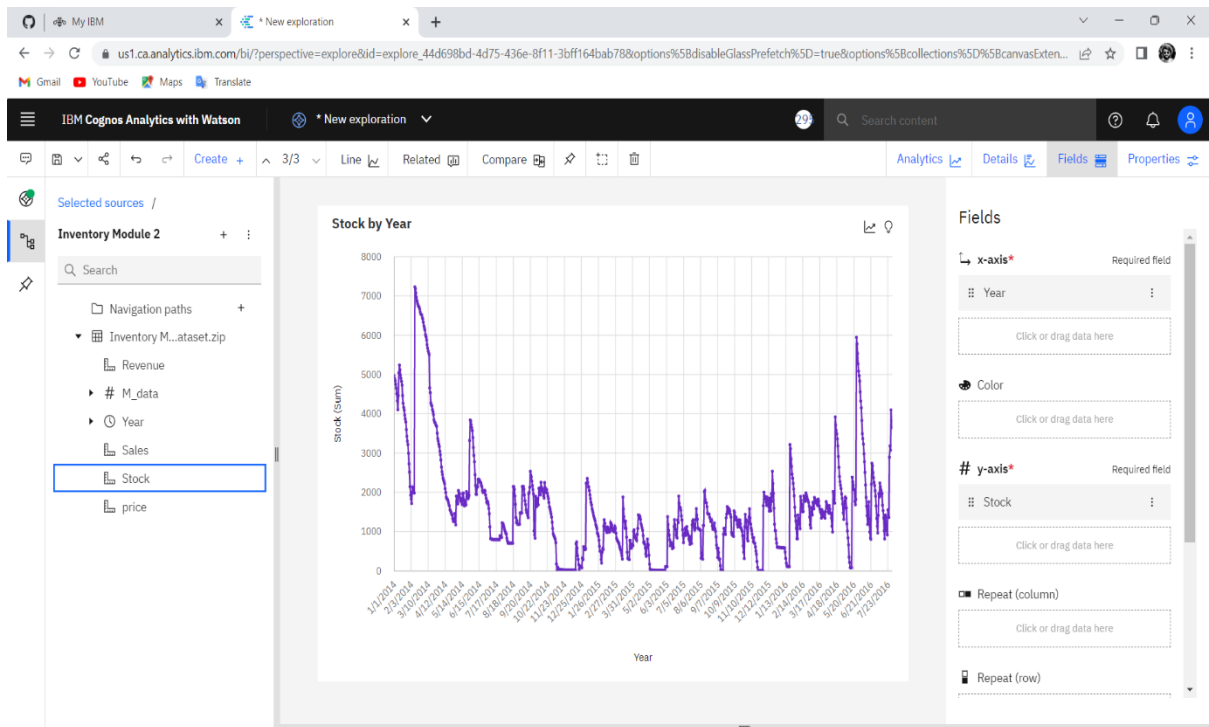 My IBM
* New exploration
us1.ca.analytics.ibm.com/bi/?perspective=explore&id=explore_44d698bd-4d75-436e-8f11-3bff164bab78&options%5BdisableGlassPrefetch%5D=true&options%5Bcollections%5D%5BcanvasExten...
Gmail YouTube Maps Translate
IBM Cognos Analytics with Watson
* New exploration
Search content
Create + 3/3 Line Related Compare
Analytics Details Fields Properties
Selected sources /
Inventory Module 2
Search
Navigation paths
Inventory M...ataset.zip
Revenue
# M_data
Year
Sales
Stock
price
Stock by Year
8000
7000
6000
5000
4000
3000
2000
1000
0
Stock (Sum)
1/1/2014
2/3/2014
3/10/2014
4/12/2014
5/14/2014
6/15/2014
7/17/2014
8/18/2014
9/20/2014
10/22/2014
11/23/2014
12/25/2014
1/26/2015
2/27/2015
3/31/2015
5/2/2015
6/3/2015
7/5/2015
8/6/2015
9/7/2015
10/9/2015
11/10/2015
12/12/2015
1/13/2016
2/14/2016
3/17/2016
4/18/2016
5/20/2016
6/21/2016
7/23/2016
Year
Fields
x-axis* Required field
Year
Click or drag data here
Color
Click or drag data here
# y-axis* Required field
Stock
Click or drag data here
Repeat (column)
Click or drag data here
Repeat (row)